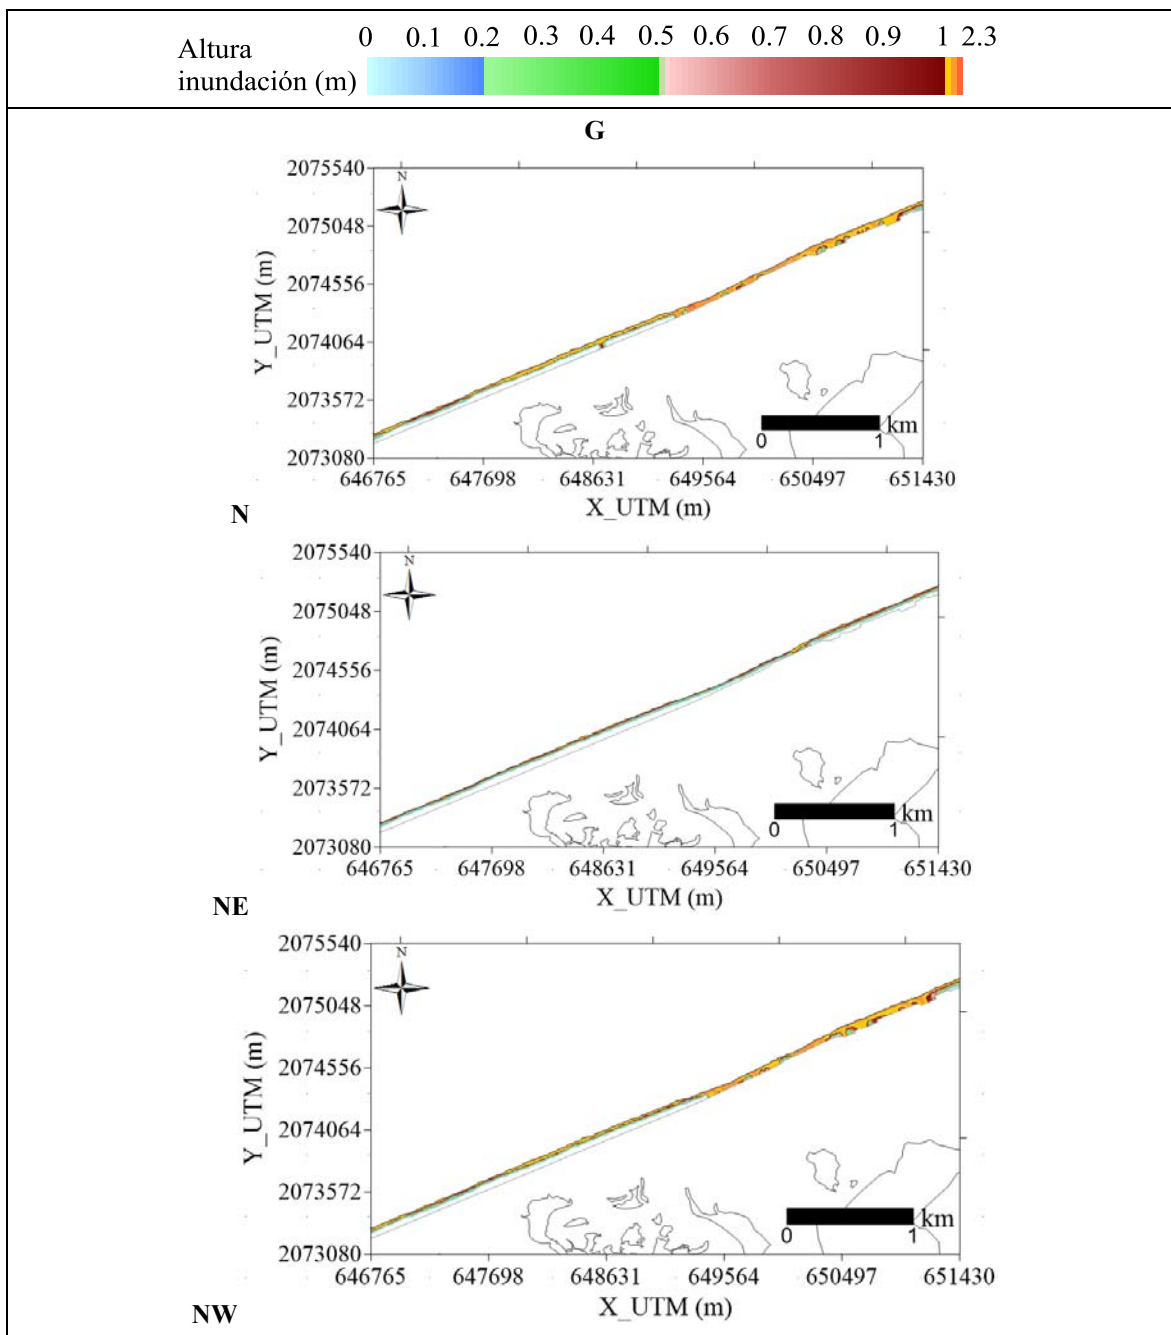 0 0.1 0.2 0.3 0.4 0.5 0.6 0.7 0.8 0.9 1 2.3
Altura
inundación (m)
G
N
2075540
2075048
2074556
2074064
2073572
2073080
Y_UTM (m)
0 1 km
646765 647698 648631 649564 650497 651430
X_UTM (m)
N
N
2075540
2075048
2074556
2074064
2073572
2073080
Y_UTM (m)
0 1 km
646765 647698 648631 649564 650497 651430
X_UTM (m)
NE
N
2075540
2075048
2074556
2074064
2073572
2073080
Y_UTM (m)
0 1 km
646765 647698 648631 649564 650497 651430
X_UTM (m)
NW